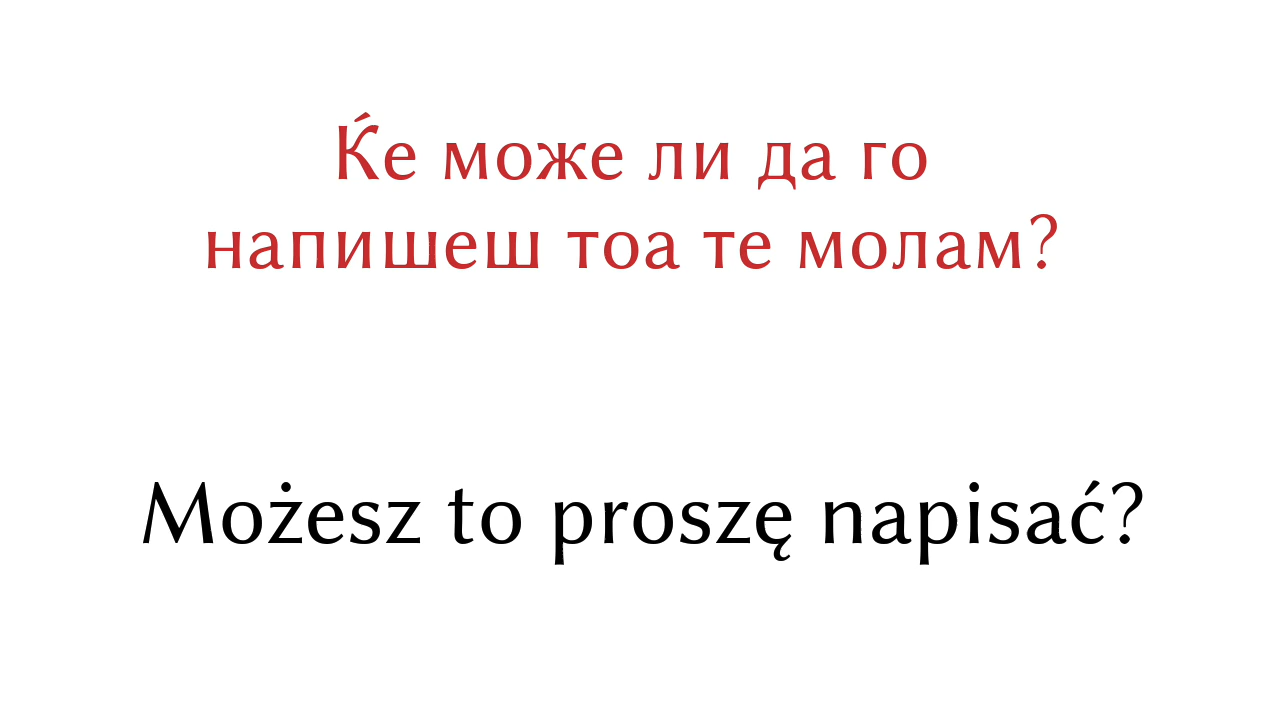 Ќе може ли да го
напишеш тоа те молам?
Możesz to proszę napisać?